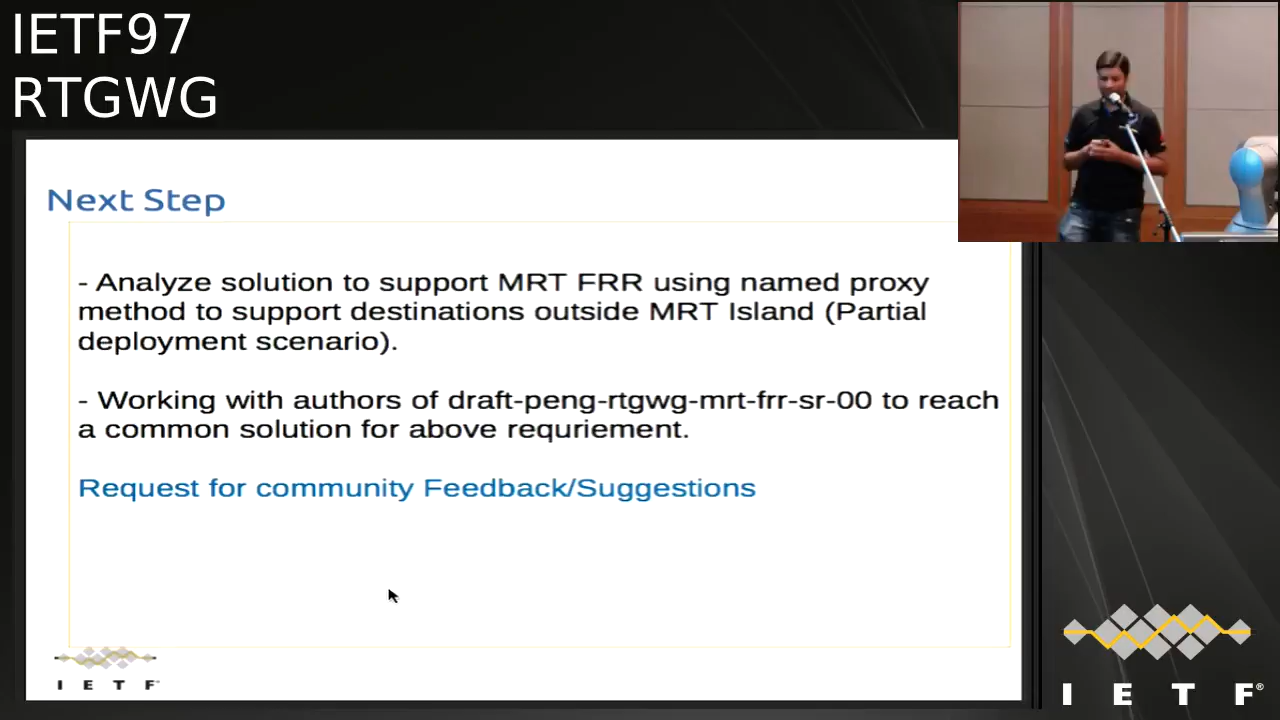 IETF97
RTGWG
Next Step
- Analyze solution to support MRT FRR using named proxy
method to support destinations outside MRT Island (Partial
deployment scenario).
- Working with authors of draft-peng-rtgwg-mrt-frr-sr-00 to reach
a common solution for above requriement.
Request for community Feedback/Suggestions
I E T F
I E T F®